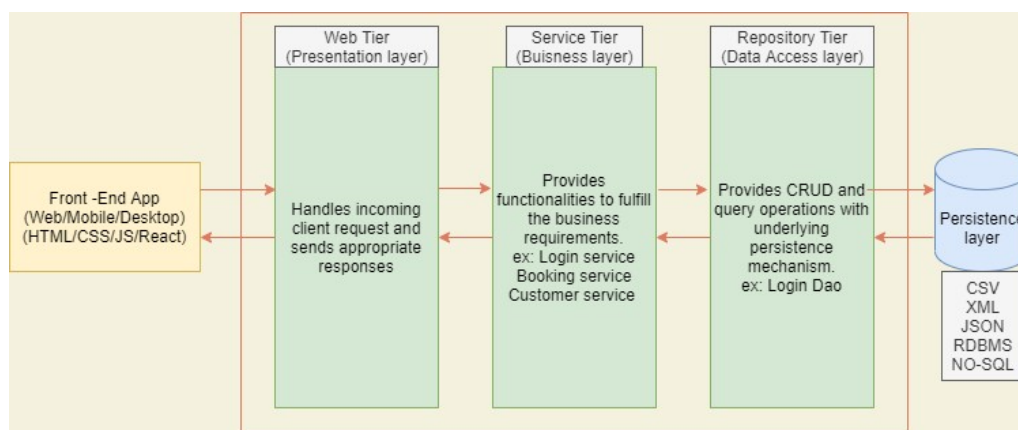 Web Tier
(Presentation layer)
Service Tier
(Buisness layer)
Repository Tier
(Data Access layer)
Front -End App
(Web/Mobile/Desktop)
(HTML/CSS/JS/React)
Handles incoming
client request and
sends appropriate
responses
Provides
functionalities to fulfill
the business
requirements.
ex: Login service
Booking service
Customer service
Provides CRUD and
query operations with
underlying
persistence
mechanism.
ex: Login Dao
Persistence
layer
CSV
XML
JSON
RDBMS
NO-SQL